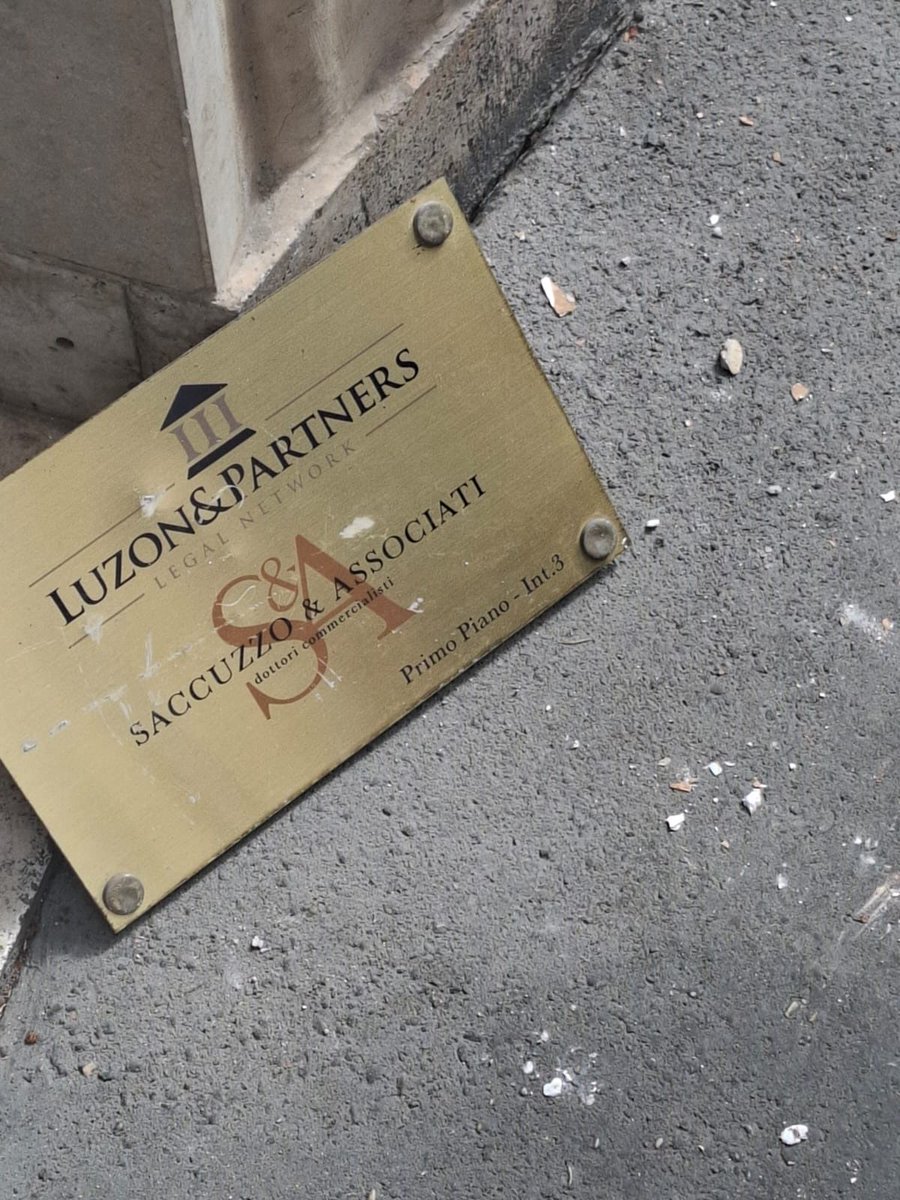 LUZON&PARTNERS
LEGAL NETWORK
S&A
SACCUZZO & ASSOCIATI
dottori commercialisti
Primo Piano - Int.3